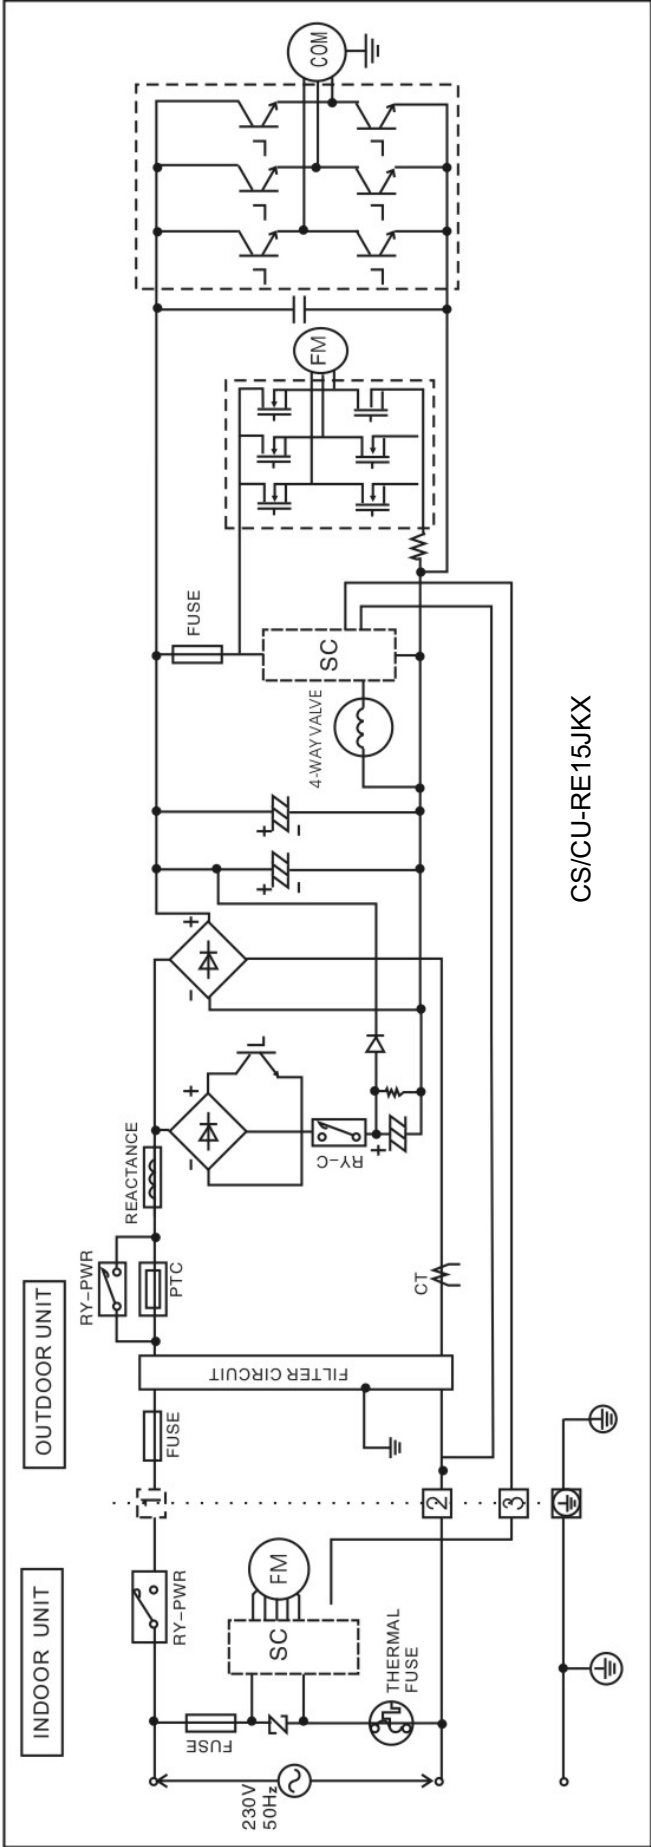 COM
FM
FUSE
SC
4-WAY VALVE
+
−
+
−
+
−
+
−
+
RY-C
REACTANCE
RY-PWR
PTC
CT
FILTER CIRCUIT
OUTDOOR UNIT
FUSE
1
2
3
INDOOR UNIT
RY-PWR
FM
SC
THERMAL
FUSE
FUSE
230V
50Hz
CS/CU-RE15JKX